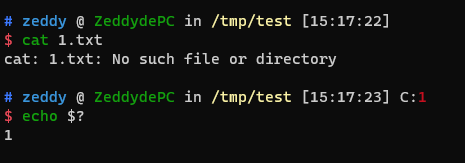 # zeddy @ ZeddydePC in /tmp/test [15:17:22]
$ cat 1.txt
cat: 1.txt: No such file or directory
# zeddy @ ZeddydePC in /tmp/test [15:17:23] C:1
$ echo $?
1